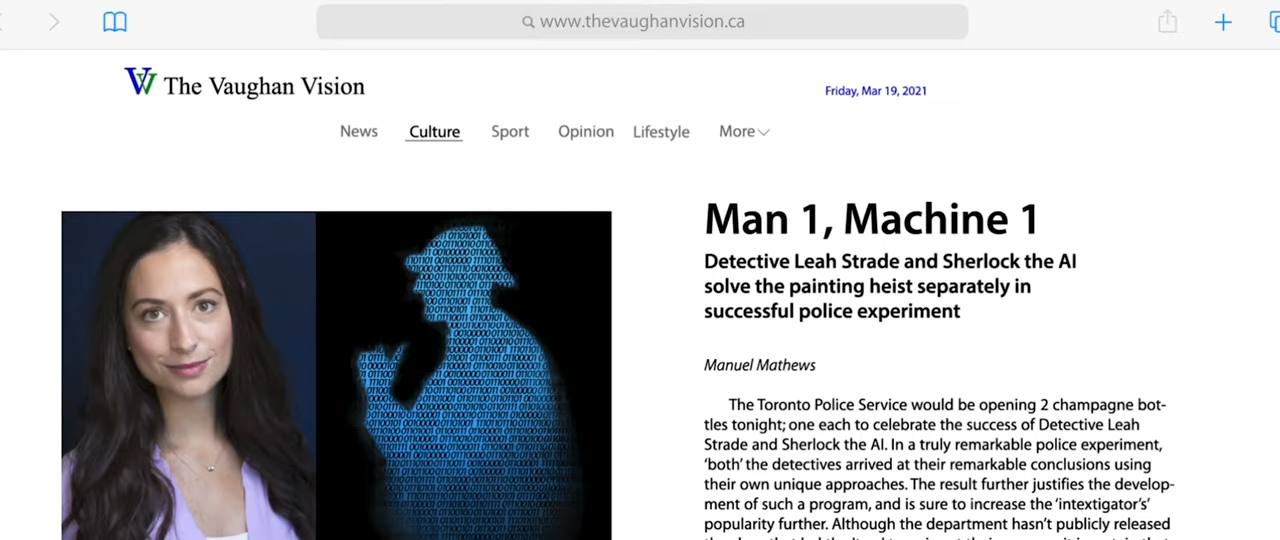 www.thevaughanvision.ca
The Vaughan Vision
Friday, Mar 19, 2021
News Culture Sport Opinion Lifestyle More
Man 1, Machine 1
Detective Leah Strade and Sherlock the AI
solve the painting heist separately in
successful police experiment
Manuel Mathews
The Toronto Police Service would be opening 2 champagne bot-
tles tonight; one each to celebrate the success of Detective Leah
Strade and Sherlock the AI. In a truly remarkable police experiment,
‘both’ the detectives arrived at their remarkable conclusions using
their own unique approaches. The result further justifies the develop-
ment of such a program, and is sure to increase the ‘intextigator’s’
popularity further. Although the department hasn’t publicly released